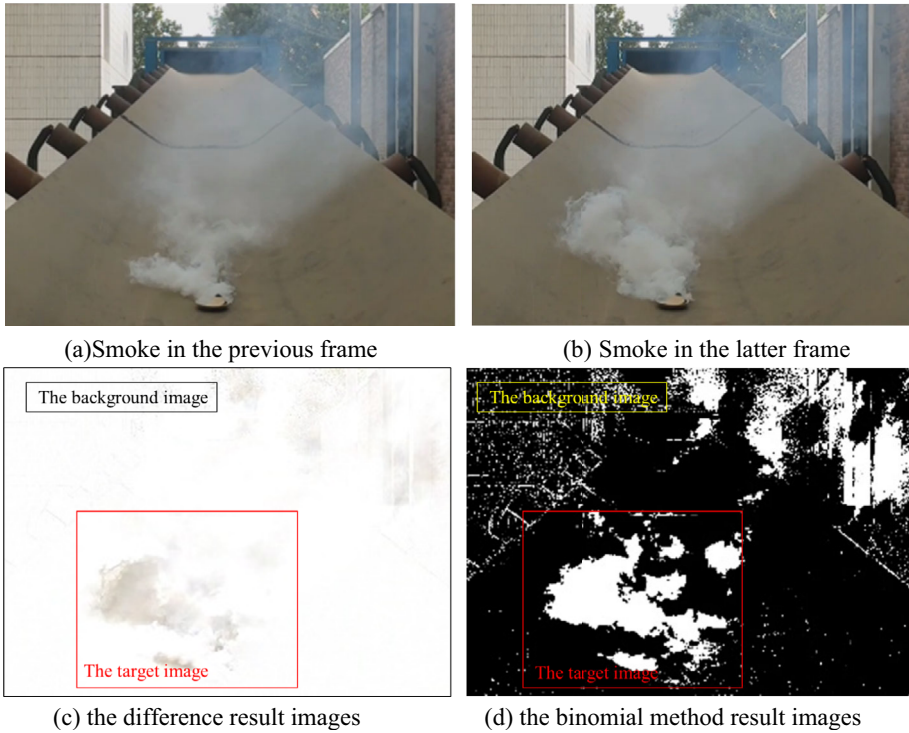 (a)Smoke in the previous frame
(b) Smoke in the latter frame
The background image
The background image
The target image
The target image
(c) the difference result images
(d) the binomial method result images